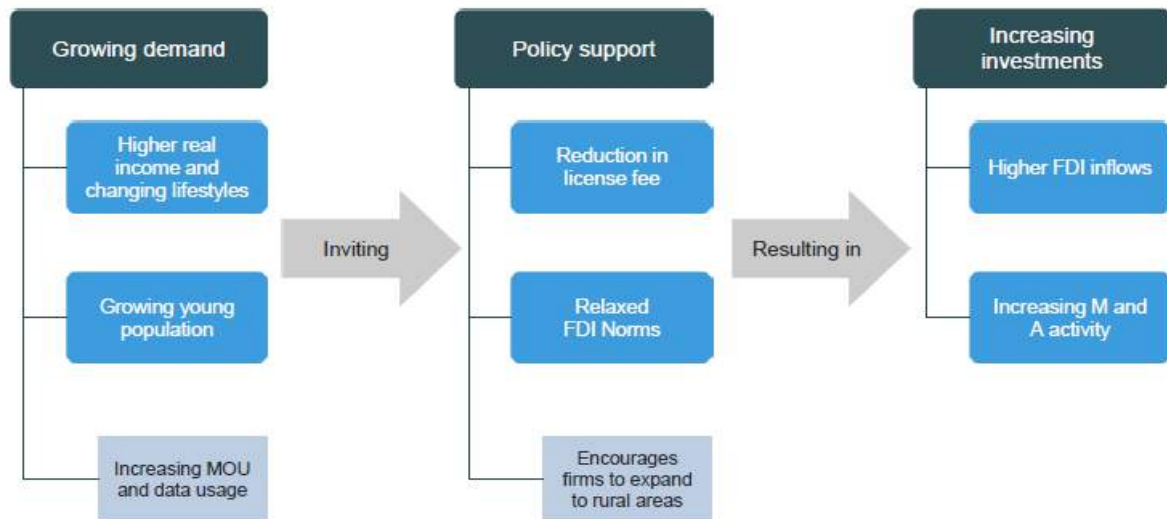 Growing demand
Higher real
income and
changing lifestyles
Growing young
population
Increasing MOU
and data usage
Inviting
Policy support
Reduction in
license fee
Relaxed
FDI Norms
Encourages
firms to expand
to rural areas
Resulting in
Increasing
investments
Higher FDI inflows
Increasing M and
A activity